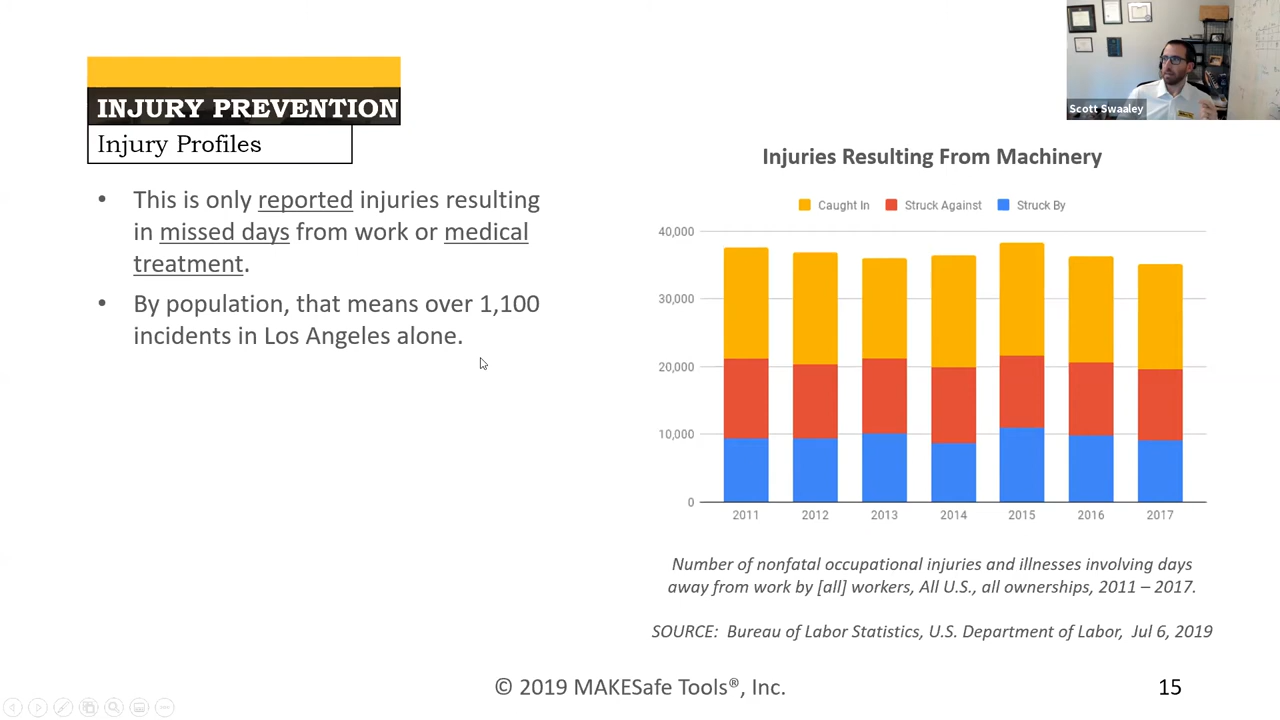 INJURY PREVENTION
Injury Profiles
• This is only reported injuries resulting
in missed days from work or medical
treatment.
• By population, that means over 1,100
incidents in Los Angeles alone.
Scott Swaaley
Injuries Resulting From Machinery
Caught In Struck Against Struck By
40,000
30,000
20,000
10,000
0
2011 2012 2013 2014 2015 2016 2017
Number of nonfatal occupational injuries and illnesses involving days
away from work by [all] workers, All U.S., all ownerships, 2011 – 2017.
SOURCE: Bureau of Labor Statistics, U.S. Department of Labor, Jul 6, 2019
© 2019 MAKESafe Tools®, Inc.
15